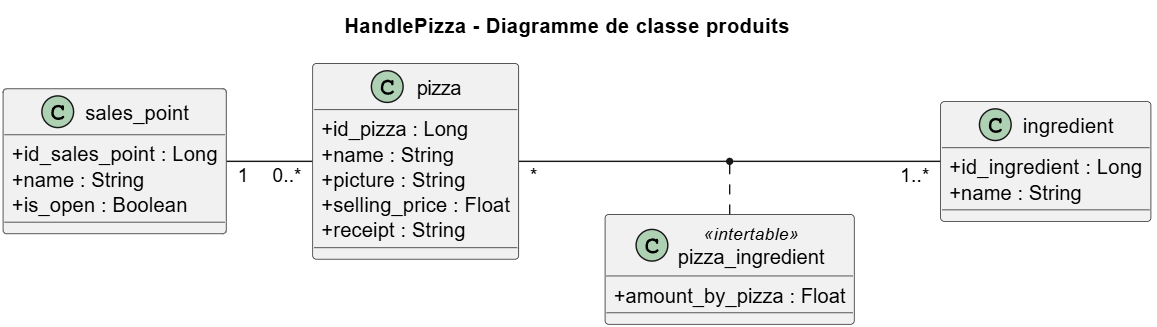 HandlePizza - Diagramme de classe produits
C sales_point
+id_sales_point : Long
+name : String
+is_open : Boolean
1
0..*
C pizza
+id_pizza : Long
+name : String
+picture : String
+selling_price : Float
+receipt : String
*
1..*
C «intertable»
pizza_ingredient
+amount_by_pizza : Float
C ingredient
+id_ingredient : Long
+name : String